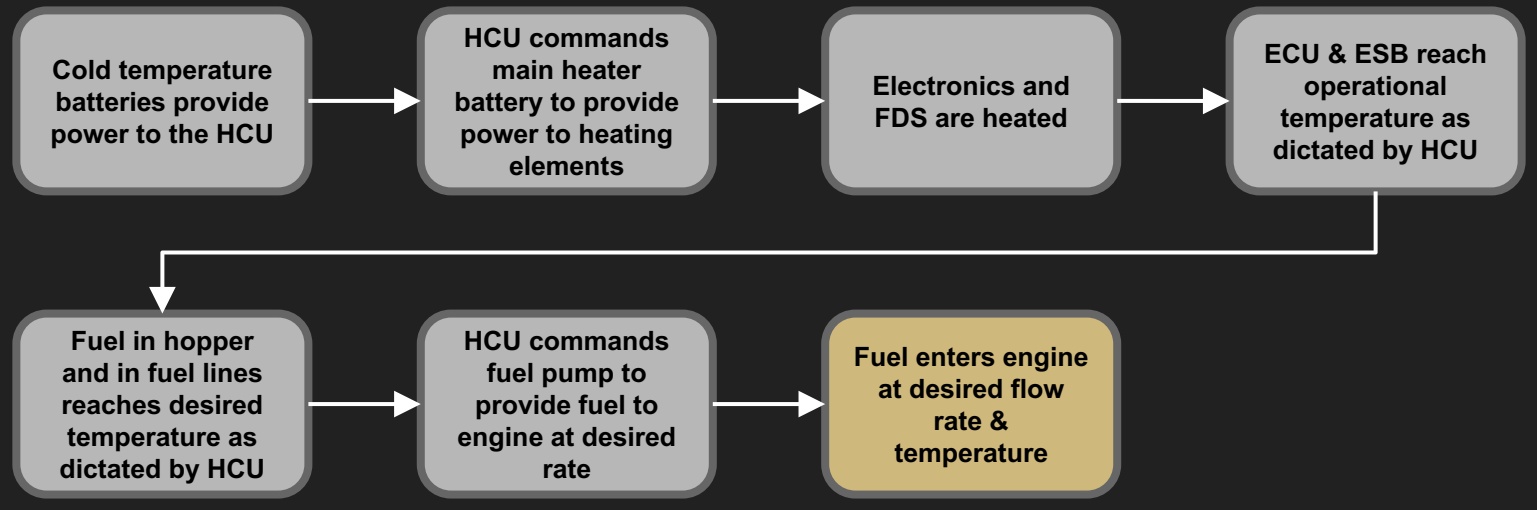 Cold temperature
batteries provide
power to the HCU
HCU commands
main heater
battery to provide
power to heating
elements
Electronics and
FDS are heated
ECU & ESB reach
operational
temperature as
dictated by HCU
Fuel in hopper
and in fuel lines
reaches desired
temperature as
dictated by HCU
HCU commands
fuel pump to
provide fuel to
engine at desired
rate
Fuel enters engine
at desired flow
rate &
temperature